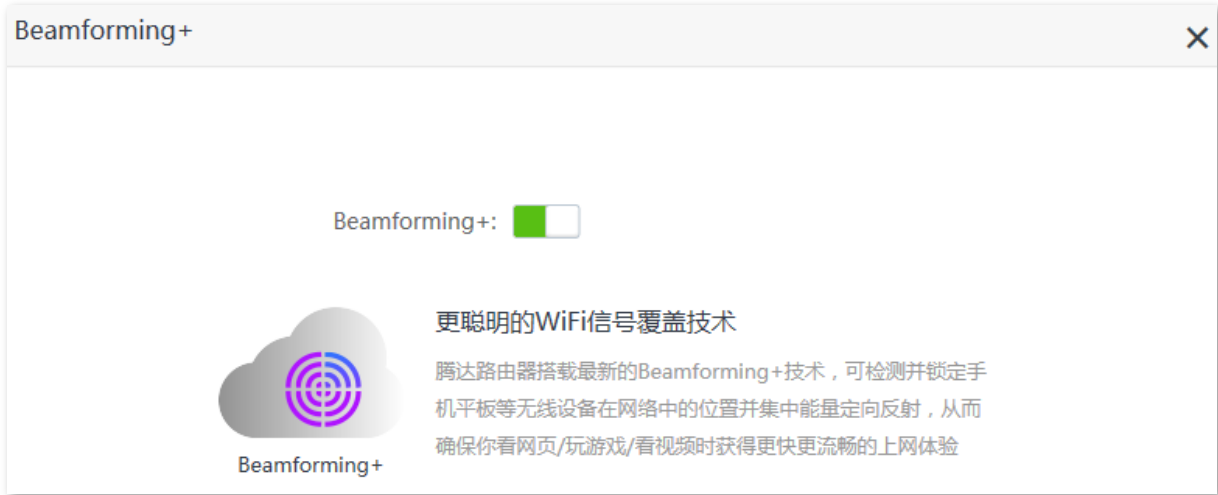 Beamforming+
Beamforming+:
更聪明的WiFi信号覆盖技术
腾达路由器搭载最新的Beamforming+技术，可检测并锁定手
机平板等无线设备在网络中的位置并集中能量定向反射，从而
确保你看网页/玩游戏/看视频时获得更快更流畅的上网体验
Beamforming+